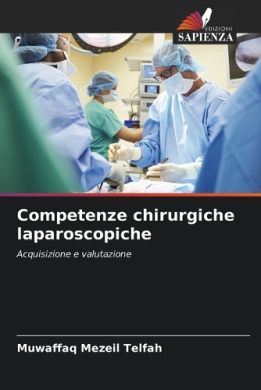 EDIZIONI
SAPIENZA
Competenze chirurgiche
laparoscopiche
Acquisizione e valutazione
Muwaffaq Mezeil Telfah